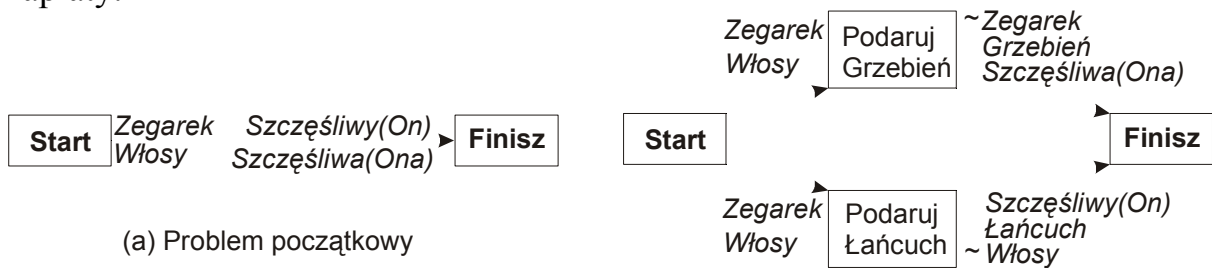 Start
Zegarek
Włosy
Szczęśliwy(On)
Szczęśliwa(Ona)
Finisz
(a) Problem początkowy
Start
Zegarek
Włosy
Podaruj
Grzebień
~Zegarek
Grzebień
Szczęśliwa(Ona)
Zegarek
Włosy
Podaruj
Łańcuch
Szczęśliwy(On)
Łańcuch
~Włosy
Finisz